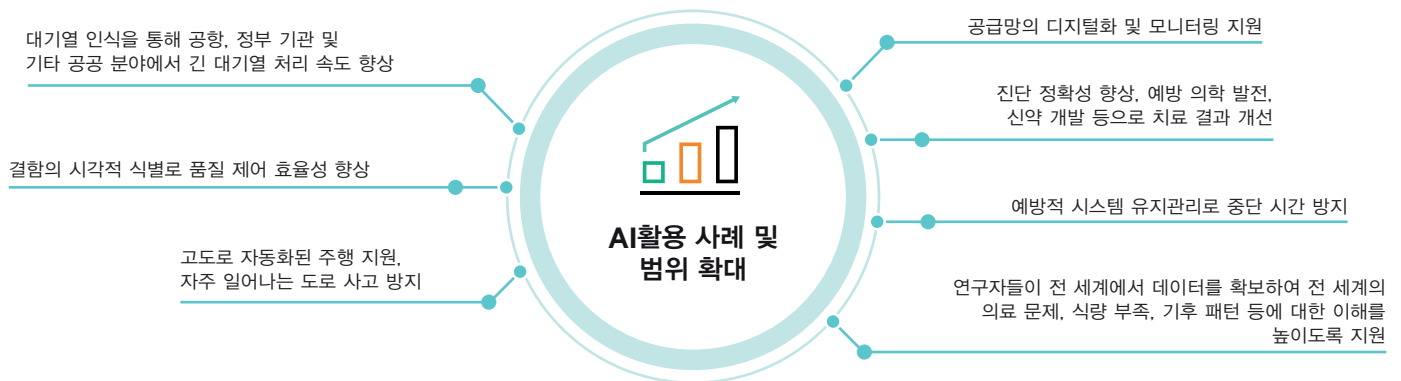 대기열 인식을 통해 공항, 정부 기관 및
기타 공공 분야에서 긴 대기열 처리 속도 향상
결함의 시각적 식별로 품질 제어 효율성 향상
고도로 자동화된 주행 지원,
자주 일어나는 도로 사고 방지
AI활용 사례 및
범위 확대
공급망의 디지털화 및 모니터링 지원
진단 정확성 향상, 예방 의학 발전,
신약 개발 등으로 치료 결과 개선
예방적 시스템 유지관리로 중단 시간 방지
연구자들이 전 세계에서 데이터를 확보하여 전 세계의
의료 문제, 식량 부족, 기후 패턴 등에 대한 이해를
높이도록 지원